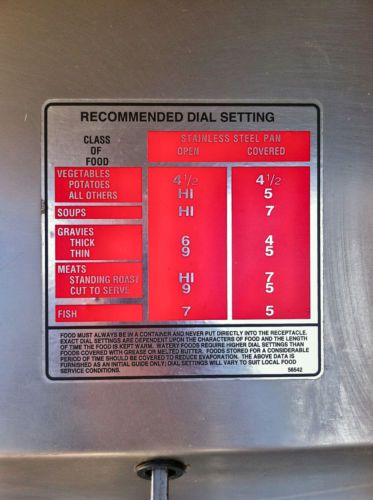 RECOMMENDED DIAL SETTING
CLASS OF FOOD STAINLESS STEEL PAN
OPEN COVERED
VEGETABLES
POTATOES 4 1/2 4 1/2
ALL OTHERS HI 5
SOUPS HI 7
GRAVIES
THICK 6 4
THIN 9 5
MEATS
STANDING ROAST HI 7
CUT TO SERVE 9 5
FISH 7 5
FOOD MUST ALWAYS BE IN A CONTAINER AND NEVER PUT DIRECTLY INTO THE RECEPTACLE.
EXACT DIAL SETTINGS ARE DEPENDENT UPON THE CHARACTERS OF FOOD AND THE LENGTH
OF TIME THE FOOD IS KEPT WARM. WATERY FOODS REQUIRE HIGHER DIAL SETTINGS THAN
FOODS COVERED WITH GREASE OR MELTED BUTTER. FOODS STORED FOR A CONSIDERABLE
PERIOD OF TIME SHOULD BE COVERED TO REDUCE EVAPORATION. THE ABOVE DATA IS
FURNISHED AS AN INITIAL GUIDE ONLY; DIAL SETTINGS WILL VARY TO SUIT LOCAL FOOD
SERVICE CONDITIONS. 56542